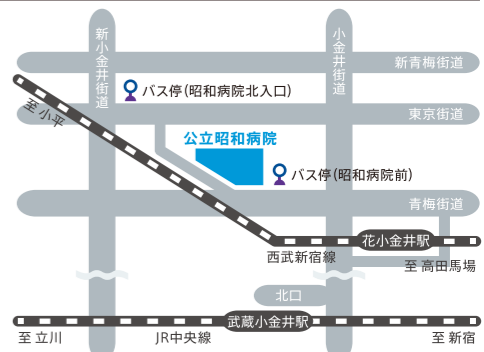 新小金井街道
小金井街道
新青梅街道
バス停(昭和病院北入口)
至 小平
東京街道
公立昭和病院
バス停(昭和病院前)
青梅街道
花小金井駅
西武新宿線
至 高田馬場
北口
武蔵小金井駅
至 立川
JR中央線
至 新宿